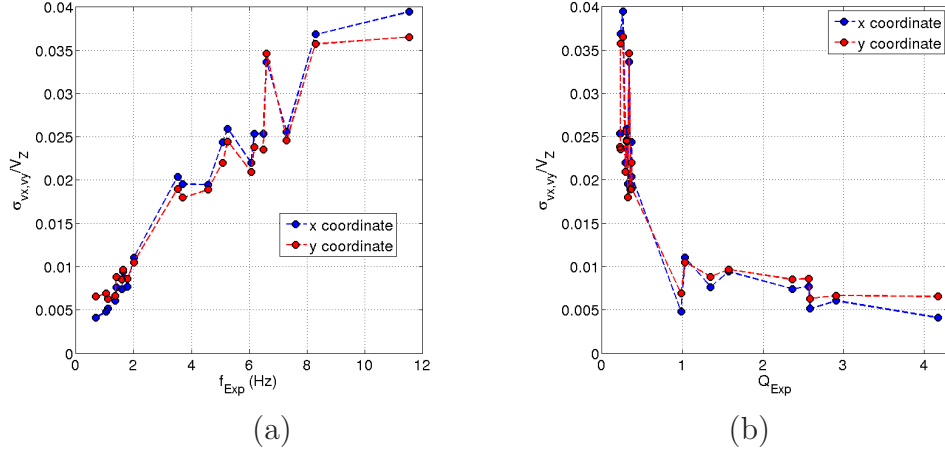 0.04
0.035
0.03
0.025
0.02
0.015
0.01
0.005
0
σvx,vy/VZ
x coordinate
y coordinate
0 2 4 6 8 10 12
fExp (Hz)
(a)
0.04
0.035
0.03
0.025
0.02
0.015
0.01
0.005
0
σvx,vy/VZ
x coordinate
y coordinate
0 1 2 3 4
QExp
(b)